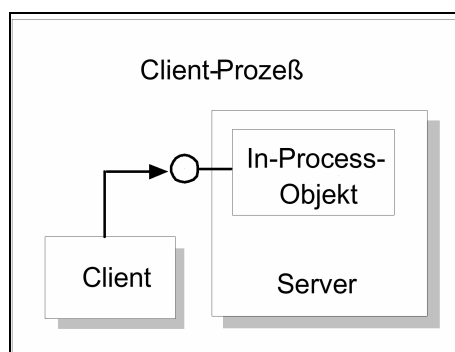 Client-Prozeß
In-Process-
Objekt
Client
Server